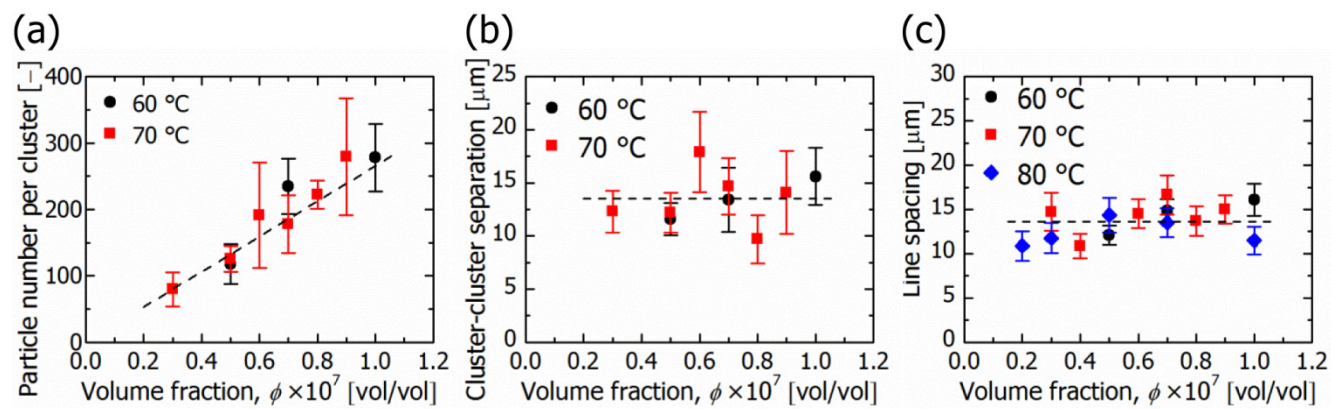 (a)
Particle number per cluster [−]
400
300
200
100
0
60 °C
70 °C
0.0 0.2 0.4 0.6 0.8 1.0 1.2
Volume fraction, ϕ ×10⁷ [vol/vol]
(b)
Cluster-cluster separation [μm]
25
20
15
10
5
0
60 °C
70 °C
0.0 0.2 0.4 0.6 0.8 1.0 1.2
Volume fraction, ϕ ×10⁷ [vol/vol]
(c)
Line spacing [μm]
30
25
20
15
10
5
0
60 °C
70 °C
80 °C
0.0 0.2 0.4 0.6 0.8 1.0 1.2
Volume fraction, ϕ ×10⁷ [vol/vol]